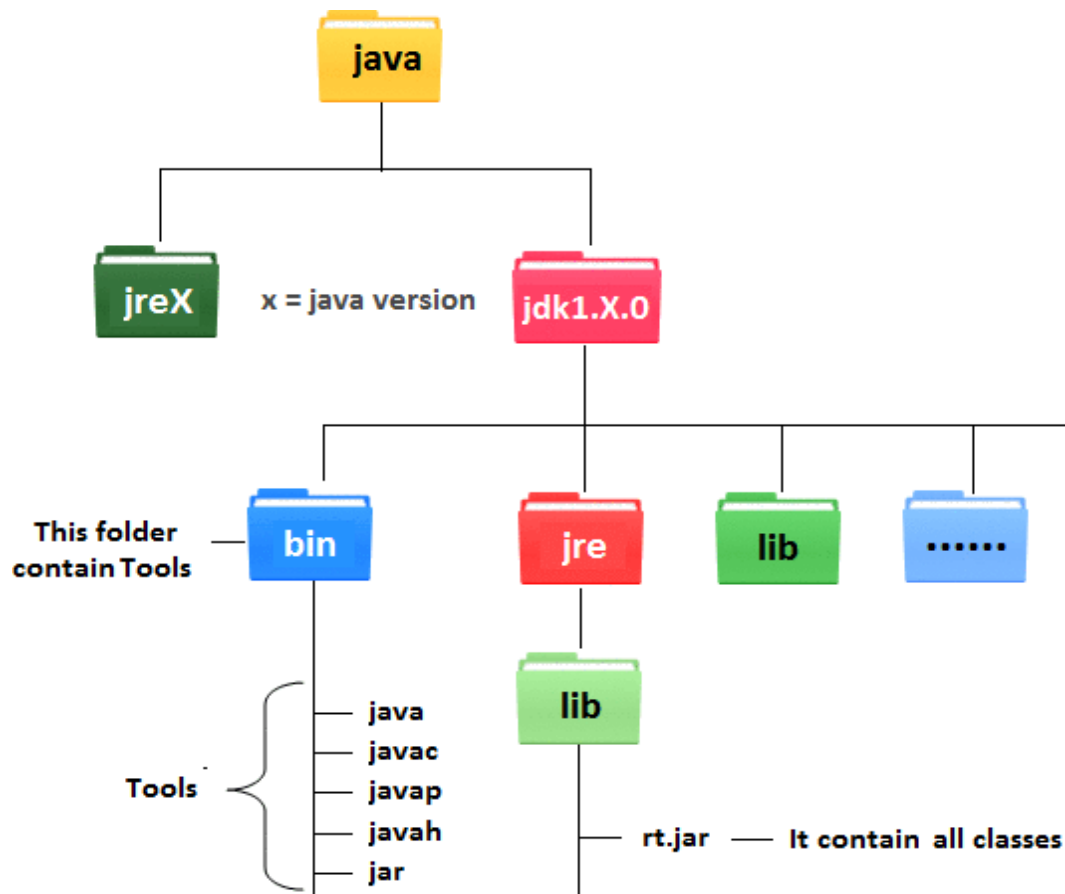 java
jreX
x = java version
jdk1.X.0
This folder
contain Tools
bin
jre
lib
......
lib
Tools
java
javac
javap
javah
jar
rt.jar
It contain all classes